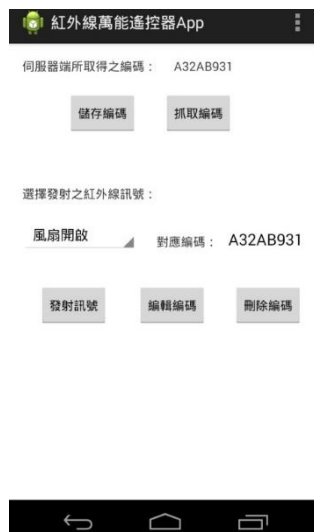 紅外線萬能遙控器App
伺服器端所取得之編碼： A32AB931
儲存編碼 抓取編碼
選擇發射之紅外線訊號：
風扇開啟 對應編碼： A32AB931
發射訊號 編輯編碼 刪除編碼